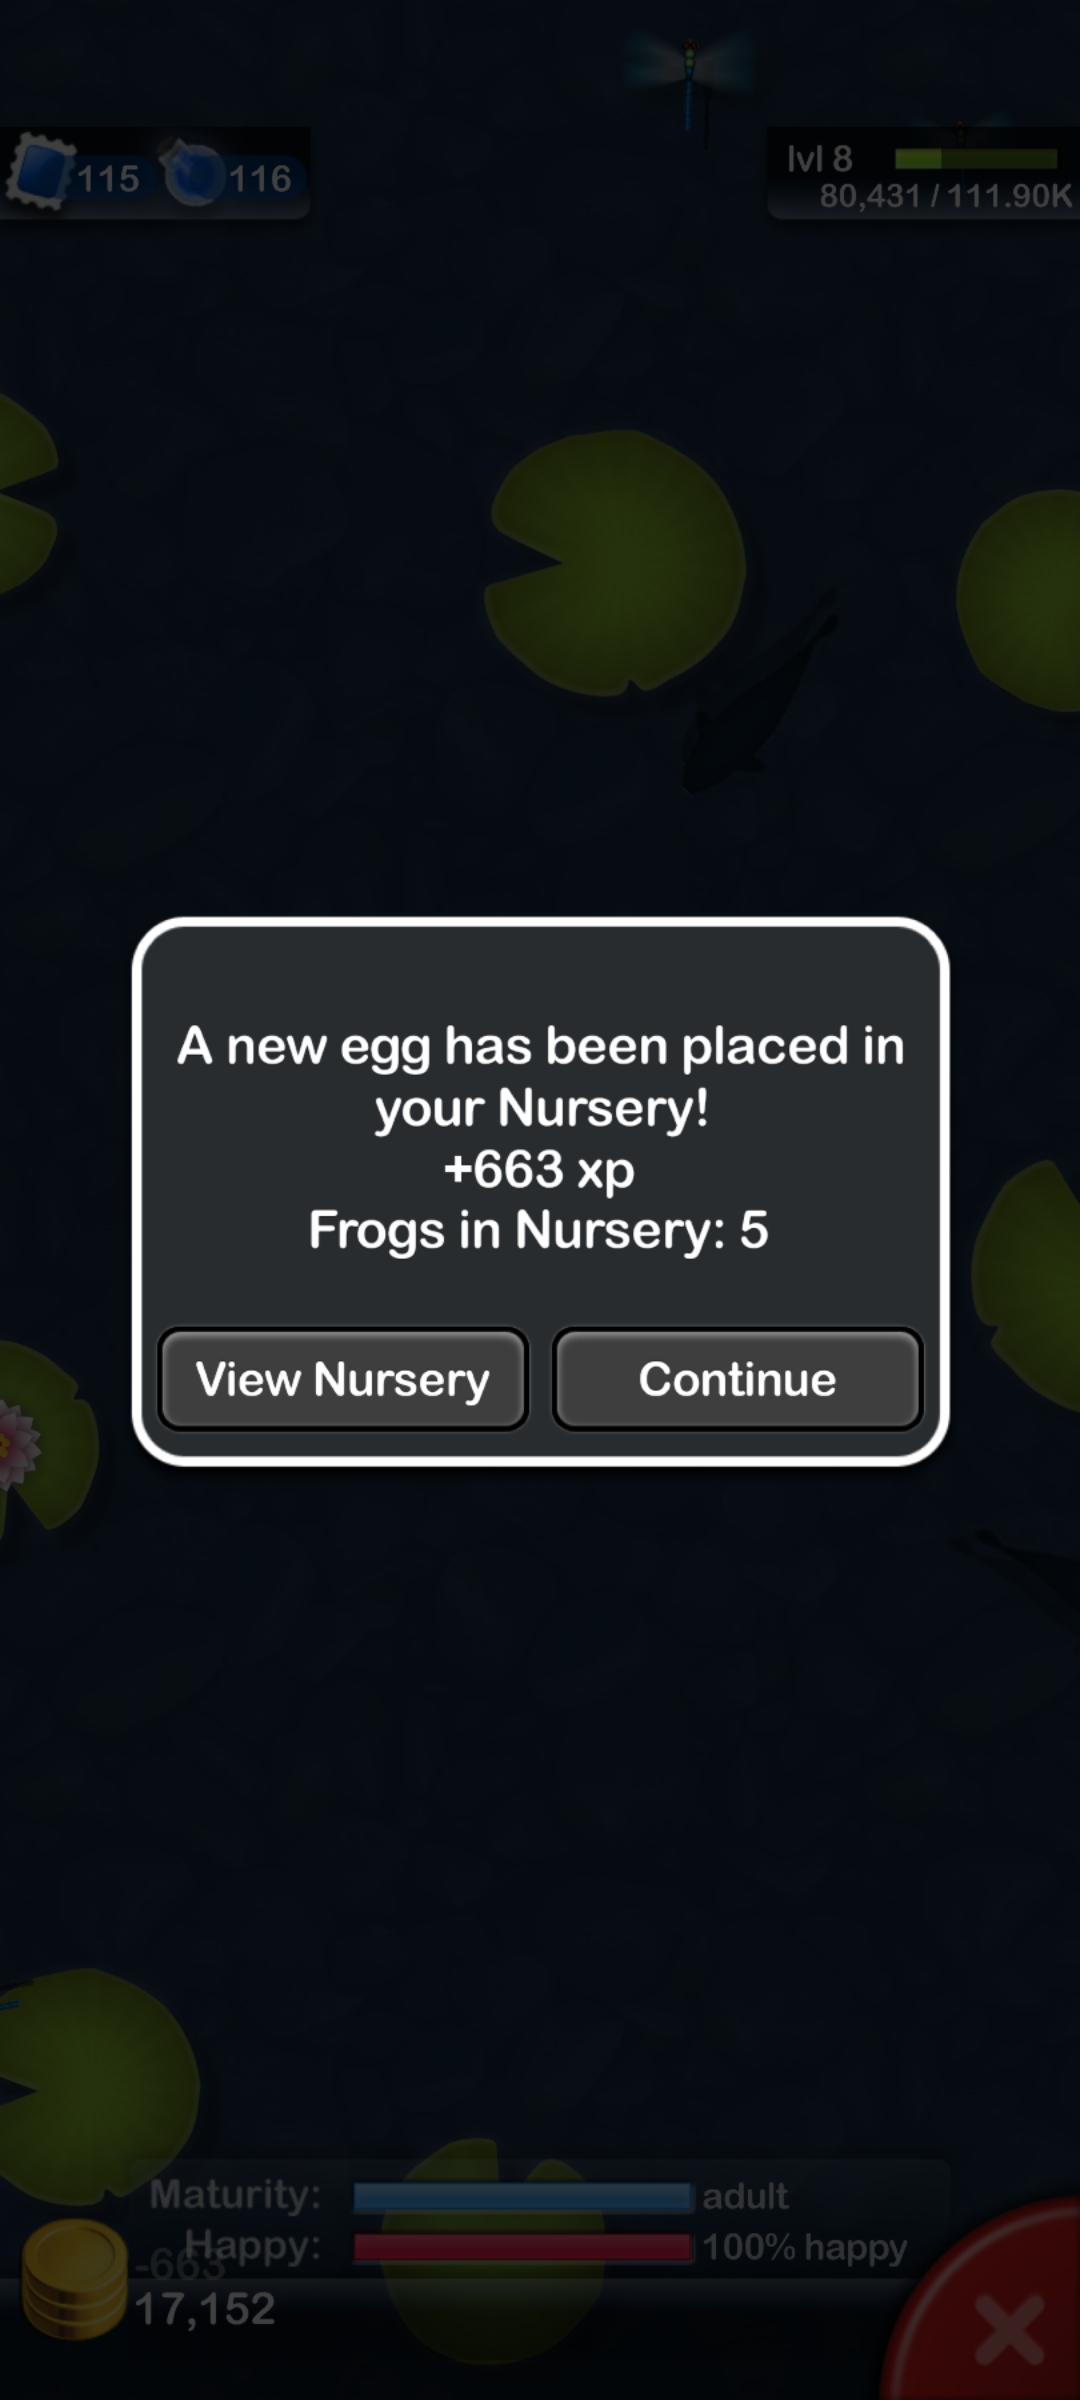 115 116
lvl 8
80,431 / 111.90K
A new egg has been placed in
your Nursery!
+663 xp
Frogs in Nursery: 5
View Nursery Continue
Maturity: adult
Happy: 100% happy
-663
17,152